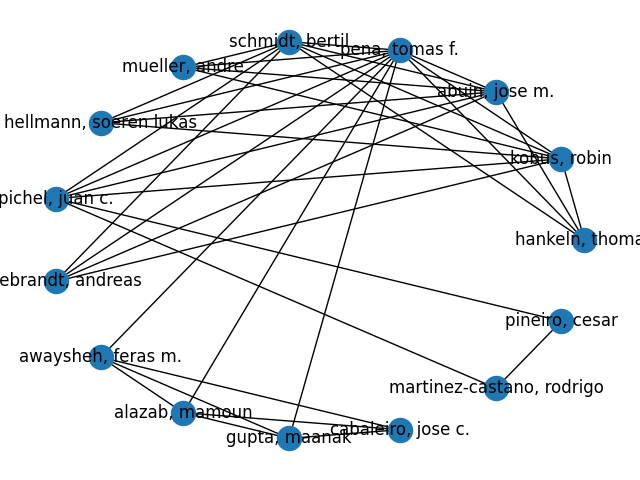 schmidt, bertil
pena, tomas f.
mueller, andre
abuin, jose m.
hellmann, soeren lukas
kobus, robin
pichel, juan c.
hankeln, thoma
ebrandt, andreas
pineiro, cesar
awaysheh, feras m.
martinez-castano, rodrigo
alazab, mamoun
cabaleiro, jose c.
gupta, maanak